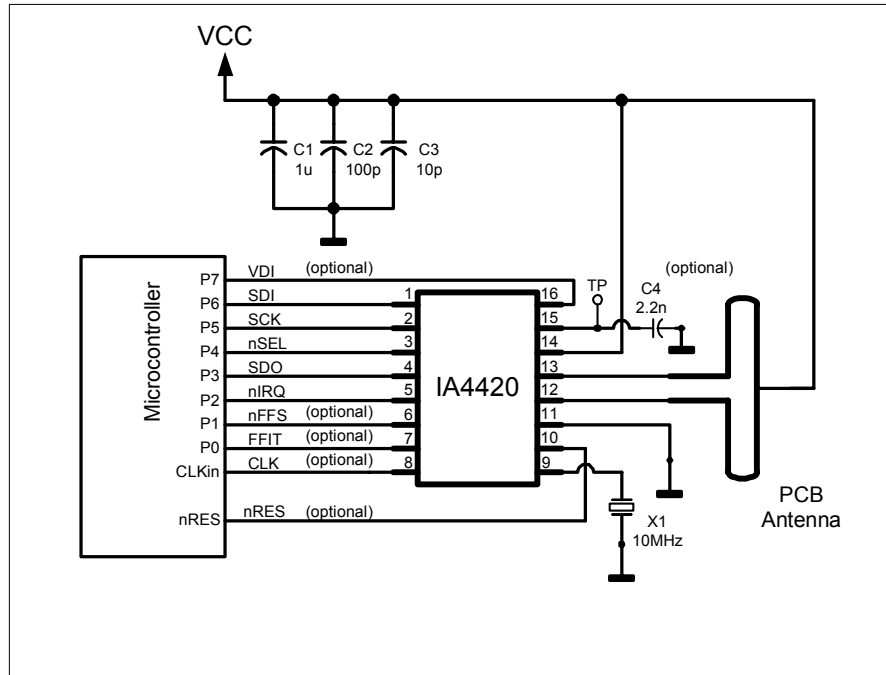 VCC
C1
1u
C2
100p
C3
10p
Microcontroller
P7
VDI (optional)
P6
SDI
P5
SCK
P4
nSEL
P3
SDO
P2
nIRQ
P1
nFFS (optional)
P0
FFIT (optional)
CLKin
CLK (optional)
nRES
nRES (optional)
IA4420
1
2
3
4
5
6
7
8
16
15
14
13
12
11
10
9
TP
(optional)
C4
2.2n
X1
10MHz
PCB
Antenna